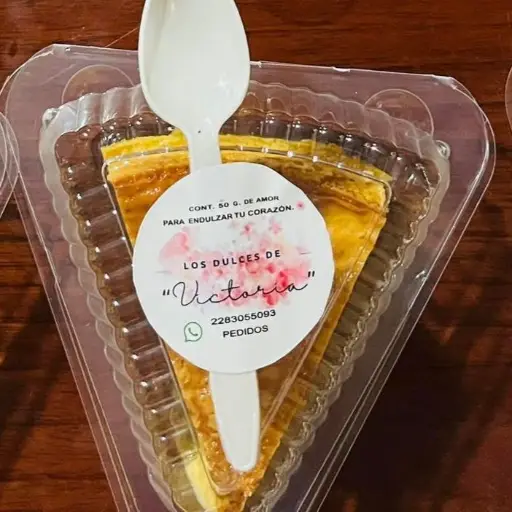 CONT. 50 G. DE AMOR
PARA ENDULZAR TU CORAZÓN.
LOS DULCES DE
"Victoria"
2283055093
PEDIDOS